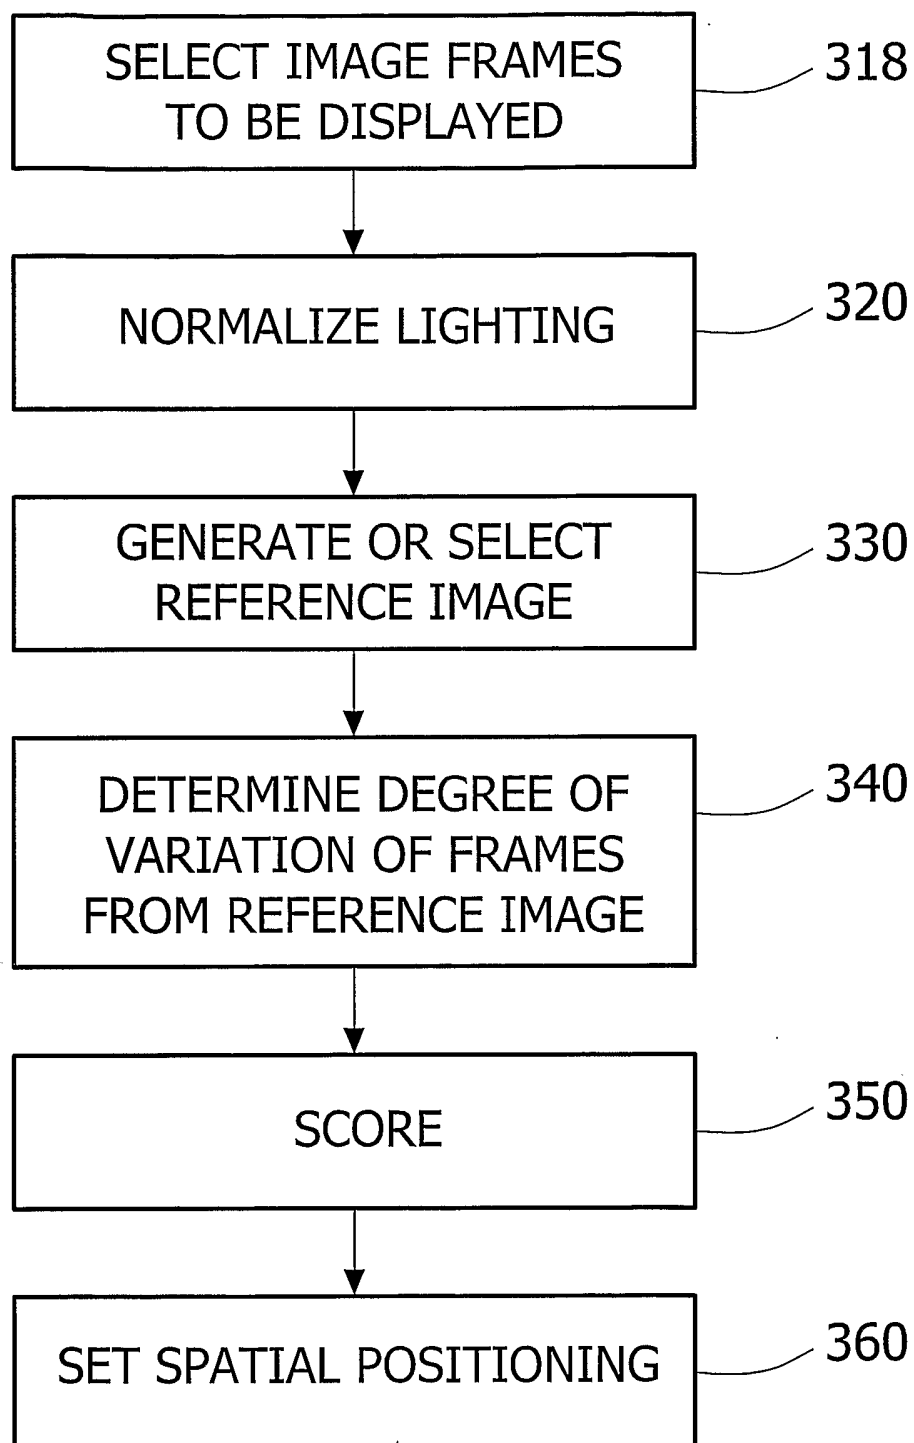 SELECT IMAGE FRAMES
TO BE DISPLAYED
318
NORMALIZE LIGHTING
320
GENERATE OR SELECT
REFERENCE IMAGE
330
DETERMINE DEGREE OF
VARIATION OF FRAMES
FROM REFERENCE IMAGE
340
SCORE
350
SET SPATIAL POSITIONING
360